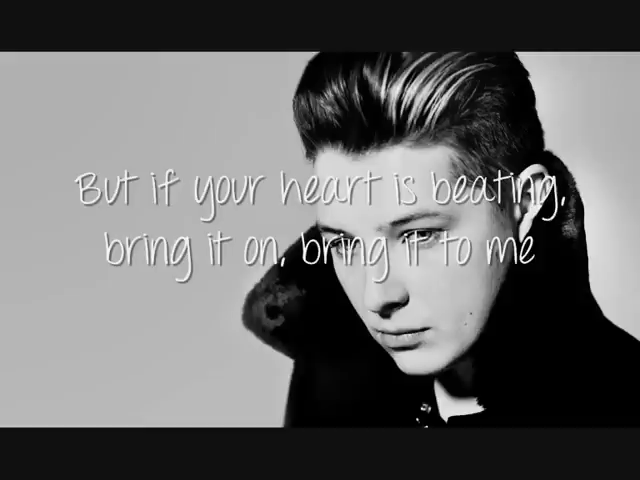 But if your heart is beating,
bring it on, bring it to me